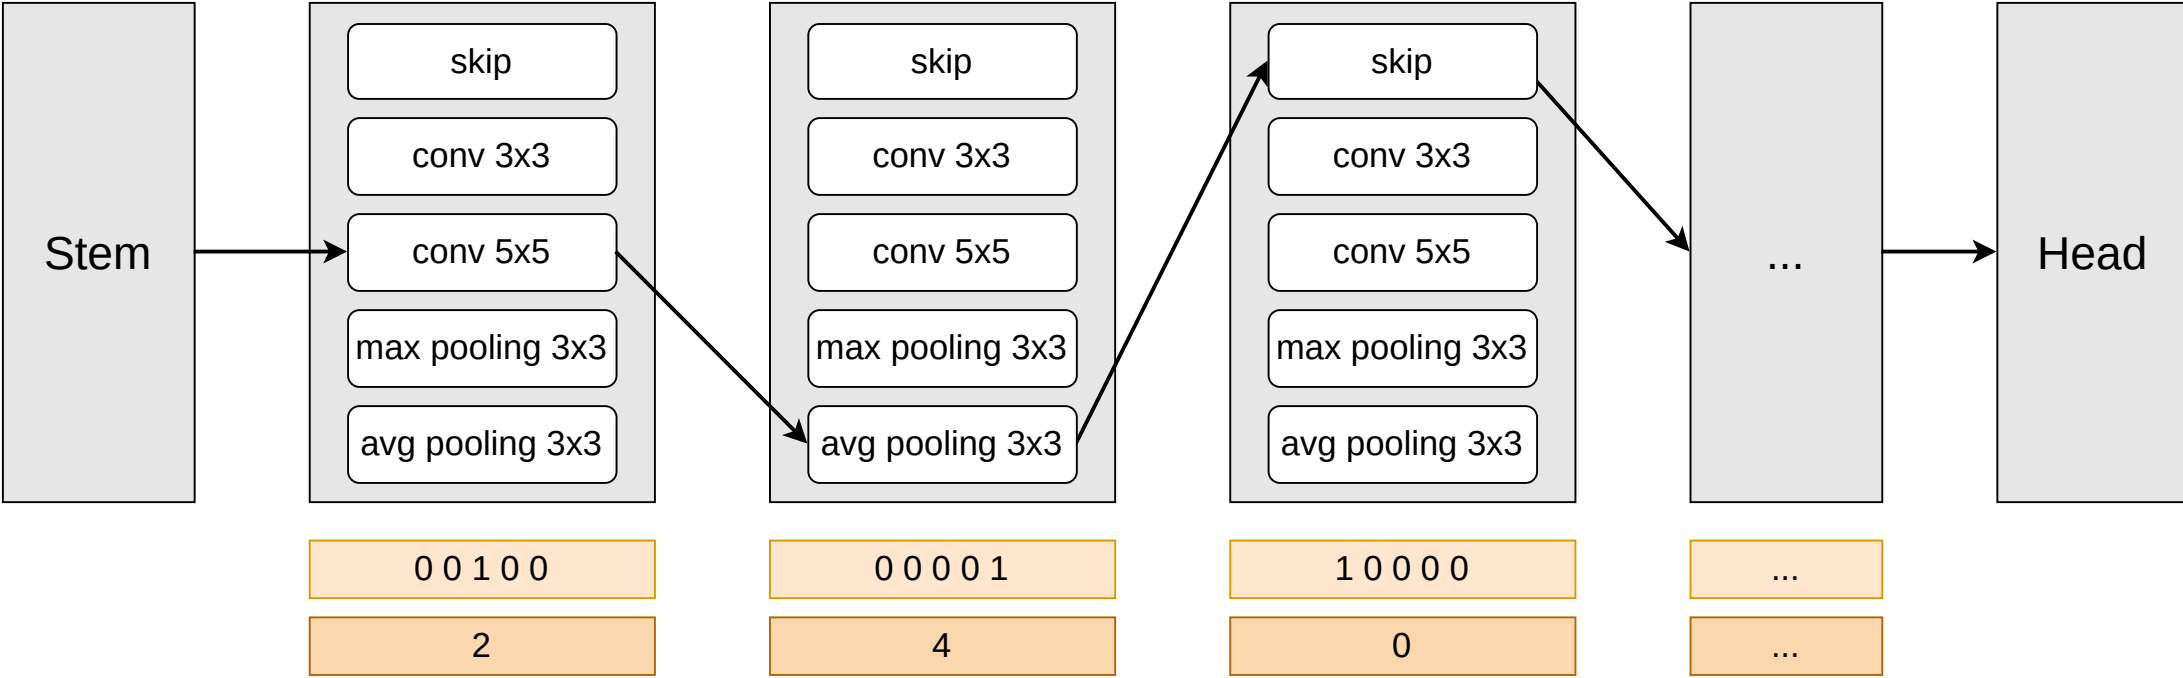 Stem
skip
conv 3x3
conv 5x5
max pooling 3x3
avg pooling 3x3
0 0 1 0 0
2
skip
conv 3x3
conv 5x5
max pooling 3x3
avg pooling 3x3
0 0 0 0 1
4
skip
conv 3x3
conv 5x5
max pooling 3x3
avg pooling 3x3
1 0 0 0 0
0
...
...
...
Head